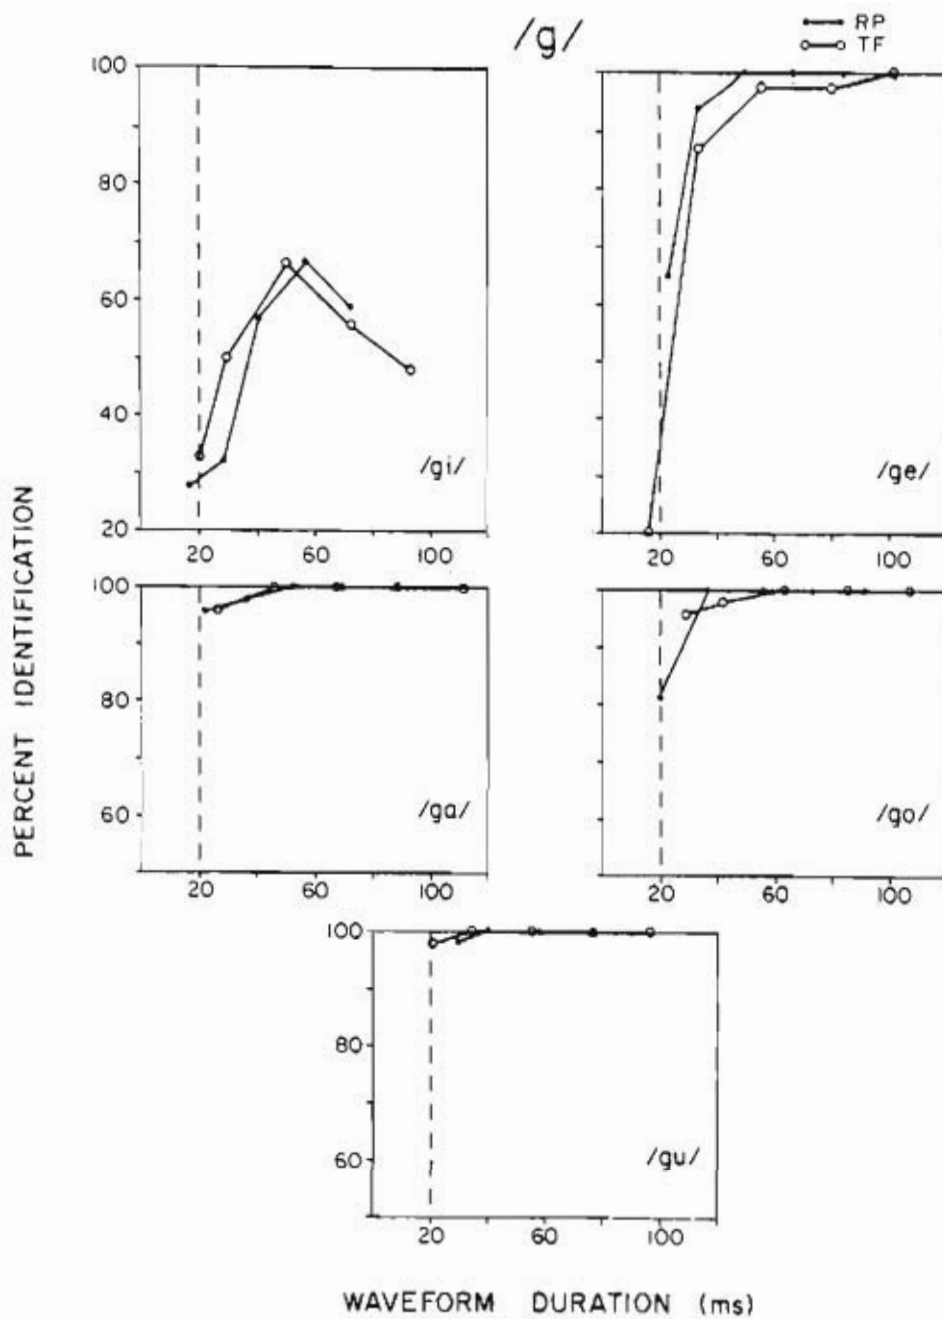 /g/
RP
TF
100
80
60
40
20
/gi/
20 60 100
/ge/
20 60 100
100
80
60
/ga/
20 60 100
/go/
20 60 100
100
80
60
/gu/
20 60 100
PERCENT IDENTIFICATION
WAVEFORM DURATION (ms)